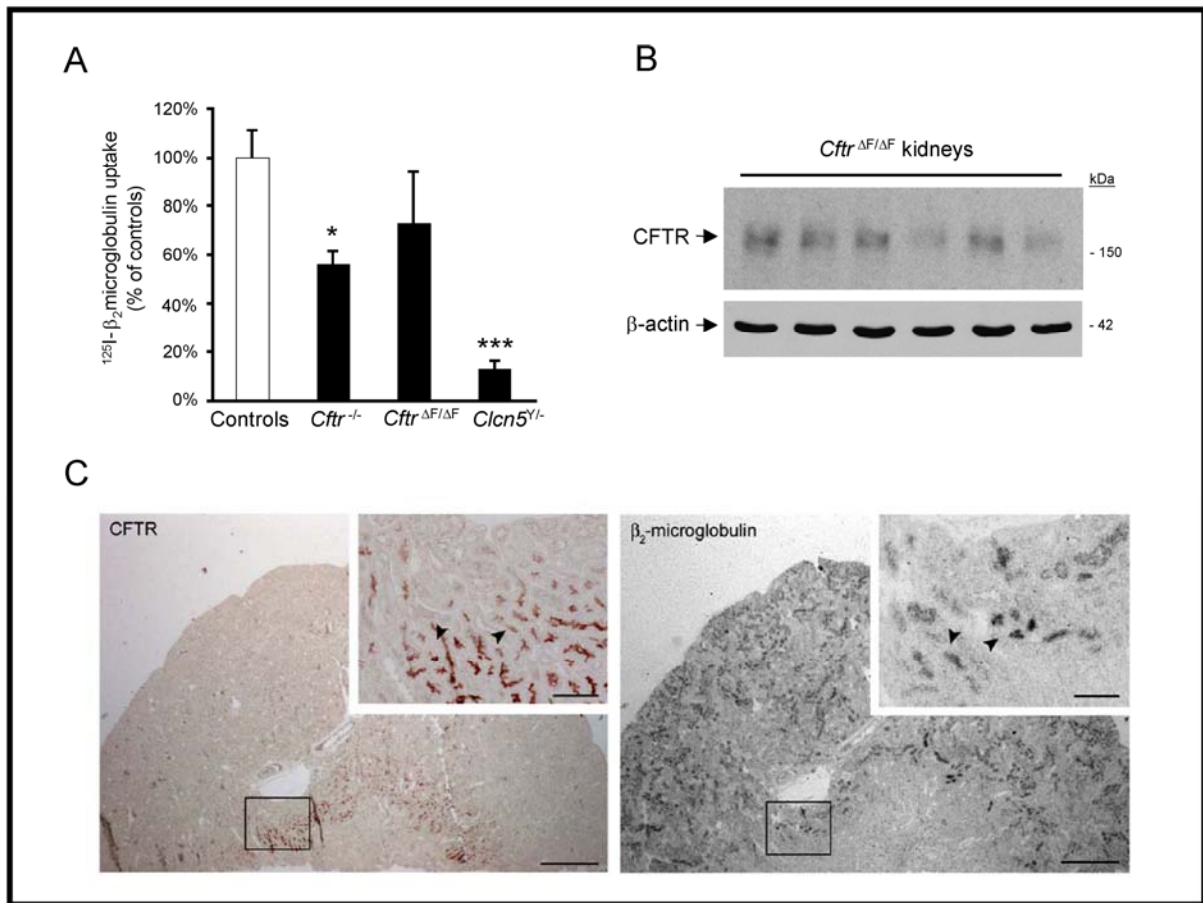 A
120%
100%
80%
60%
40%
20%
0%
¹²⁵I-β₂microglobulin uptake
(% of controls)
*
***
Controls
Cftr -/-
Cftr ΔF/ΔF
Clcn5Y/-
B
Cftr ΔF/ΔF kidneys
kDa
CFTR
- 150
β-actin
- 42
C
CFTR
β₂-microglobulin